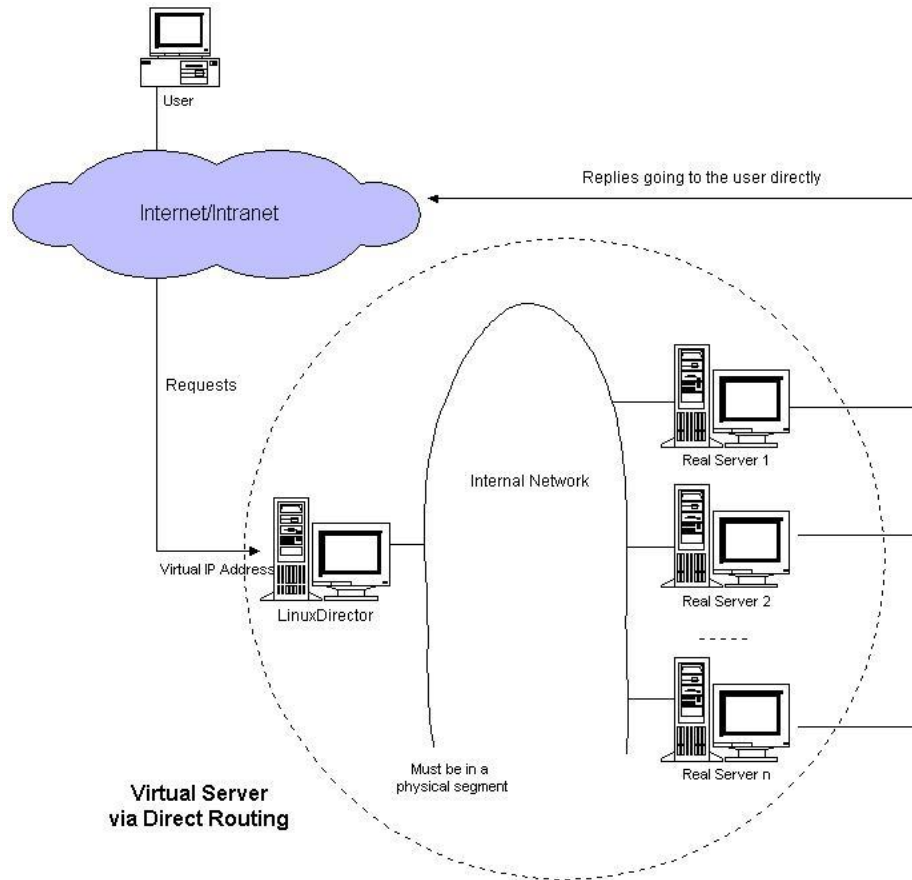 User
Internet/Intranet
Replies going to the user directly
Requests
Internal Network
Real Server 1
Virtual IP Address
LinuxDirector
Real Server 2
-----
Must be in a
physical segment
Real Server n
Virtual Server
via Direct Routing